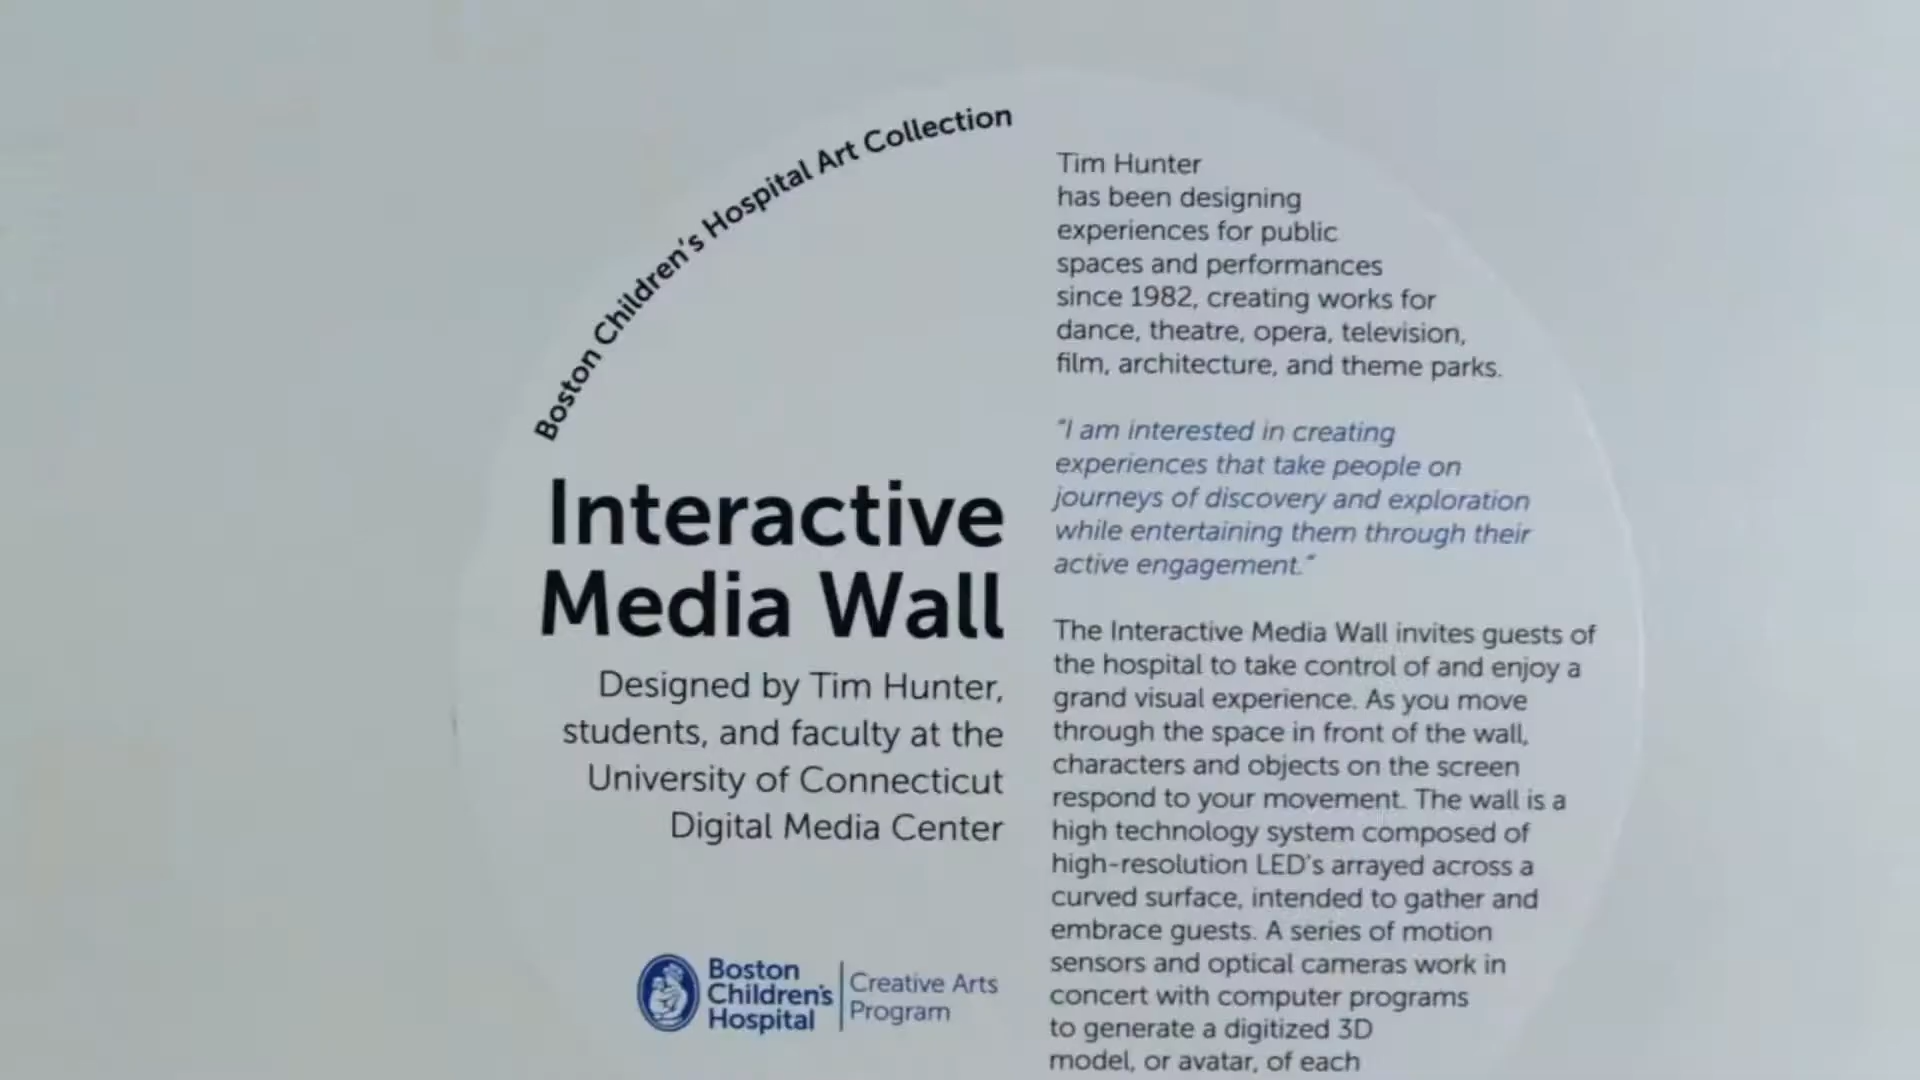 Boston Children's Hospital Art Collection
Interactive
Media Wall
Designed by Tim Hunter,
students, and faculty at the
University of Connecticut
Digital Media Center
Boston
Children's
Hospital
Creative Arts
Program
Tim Hunter
has been designing
experiences for public
spaces and performances
since 1982, creating works for
dance, theatre, opera, television,
film, architecture, and theme parks.
"I am interested in creating
experiences that take people on
journeys of discovery and exploration
while entertaining them through their
active engagement."
The Interactive Media Wall invites guests of
the hospital to take control of and enjoy a
grand visual experience. As you move
through the space in front of the wall,
characters and objects on the screen
respond to your movement. The wall is a
high technology system composed of
high-resolution LED's arrayed across a
curved surface, intended to gather and
embrace guests. A series of motion
sensors and optical cameras work in
concert with computer programs
to generate a digitized 3D
model, or avatar, of each